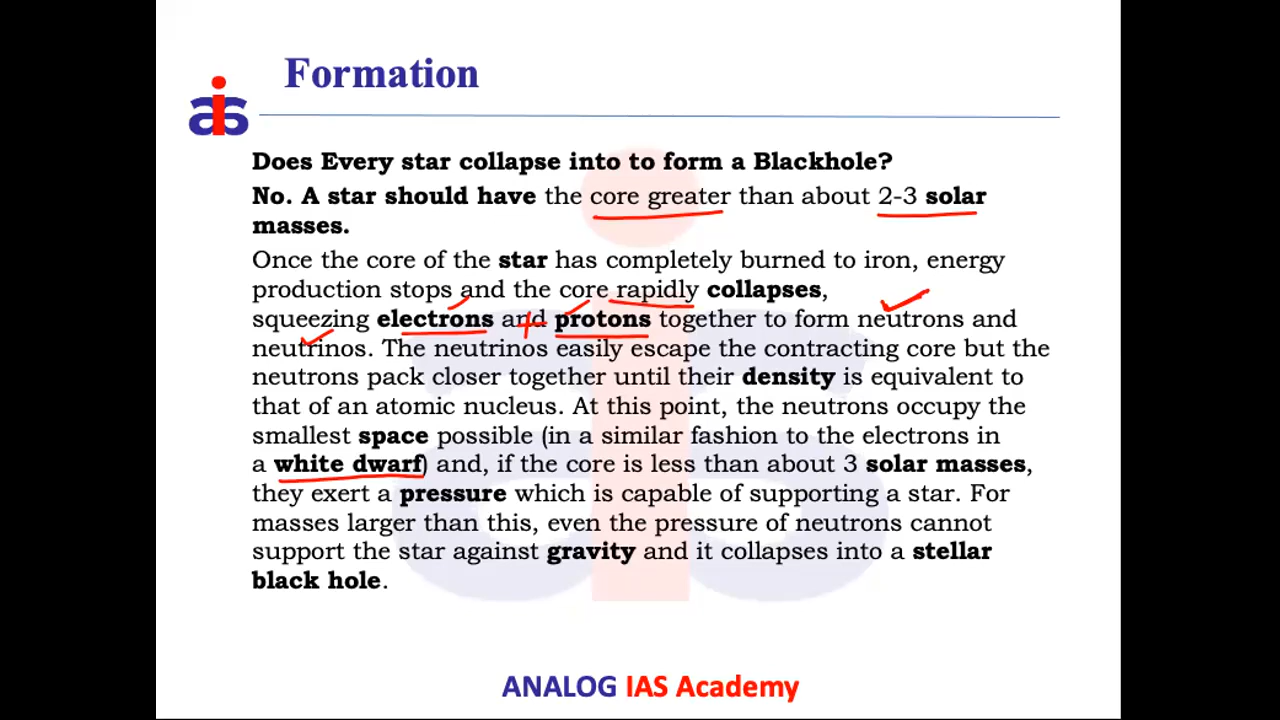 Formation
ais
Does Every star collapse into to form a Blackhole?
No. A star should have the core greater than about 2-3 solar
masses.
Once the core of the star has completely burned to iron, energy
production stops and the core rapidly collapses,
squeezing electrons and protons together to form neutrons and
neutrinos. The neutrinos easily escape the contracting core but the
neutrons pack closer together until their density is equivalent to
that of an atomic nucleus. At this point, the neutrons occupy the
smallest space possible (in a similar fashion to the electrons in
a white dwarf) and, if the core is less than about 3 solar masses,
they exert a pressure which is capable of supporting a star. For
masses larger than this, even the pressure of neutrons cannot
support the star against gravity and it collapses into a stellar
black hole.
ANALOG IAS Academy